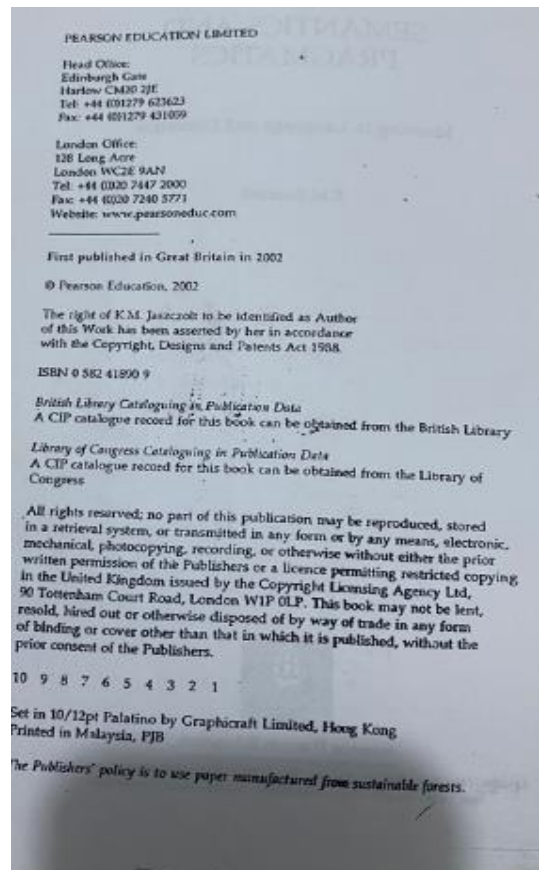 PEARSON EDUCATION LIMITED
Head Office:
Edinburgh Gate
Harlow CM20 2JE
Tel: +44 (0)1279 623623
Fax: +44 (0)1279 431059
London Office:
128 Long Acre
London WC2E 9AN
Tel: +44 (0)20 7447 2000
Fax: +44 (0)20 7240 5771
Website: www.pearsoneduc.com
First published in Great Britain in 2002
© Pearson Education, 2002
The right of K.M. Jaszczolt to be identified as Author
of this Work has been asserted by her in accordance
with the Copyright, Designs and Patents Act 1988.
ISBN 0 582 41890 9
British Library Cataloguing in Publication Data
A CIP catalogue record for this book can be obtained from the British Library
Library of Congress Cataloguing in Publication Data
A CIP catalogue record for this book can be obtained from the Library of
Congress
All rights reserved; no part of this publication may be reproduced, stored
in a retrieval system, or transmitted in any form or by any means, electronic,
mechanical, photocopying, recording, or otherwise without either the prior
written permission of the Publishers or a licence permitting restricted copying
in the United Kingdom issued by the Copyright Licensing Agency Ltd,
90 Tottenham Court Road, London W1P 0LP. This book may not be lent,
resold, hired out or otherwise disposed of by way of trade in any form
of binding or cover other than that in which it is published, without the
prior consent of the Publishers.
10 9 8 7 6 5 4 3 2 1
Set in 10/12pt Palatino by Graphicraft Limited, Hong Kong
Printed in Malaysia, PJB
The Publishers' policy is to use paper manufactured from sustainable forests.